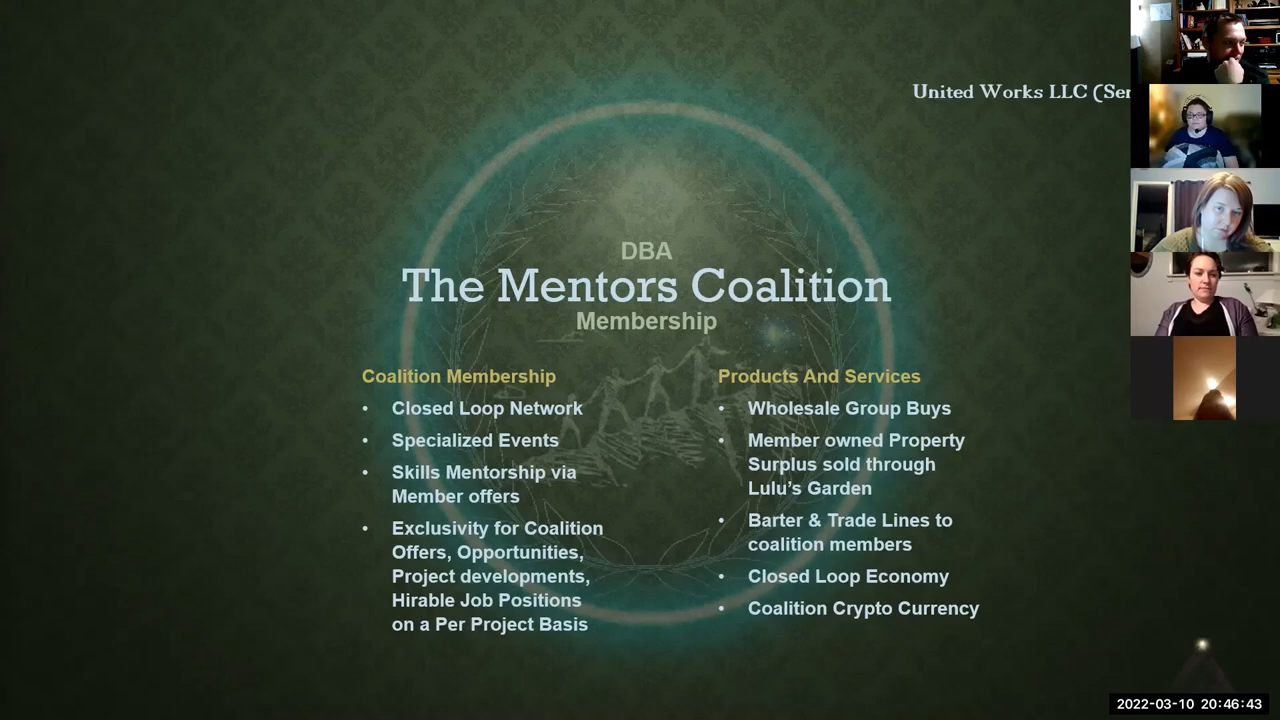 United Works LLC (Ser
DBA
The Mentors Coalition
Membership
Coalition Membership
• Closed Loop Network
• Specialized Events
• Skills Mentorship via
Member offers
• Exclusivity for Coalition
Offers, Opportunities,
Project developments,
Hirable Job Positions
on a Per Project Basis
Products And Services
• Wholesale Group Buys
• Member owned Property
Surplus sold through
Lulu’s Garden
• Barter & Trade Lines to
coalition members
• Closed Loop Economy
• Coalition Crypto Currency
2022-03-10 20:46:43